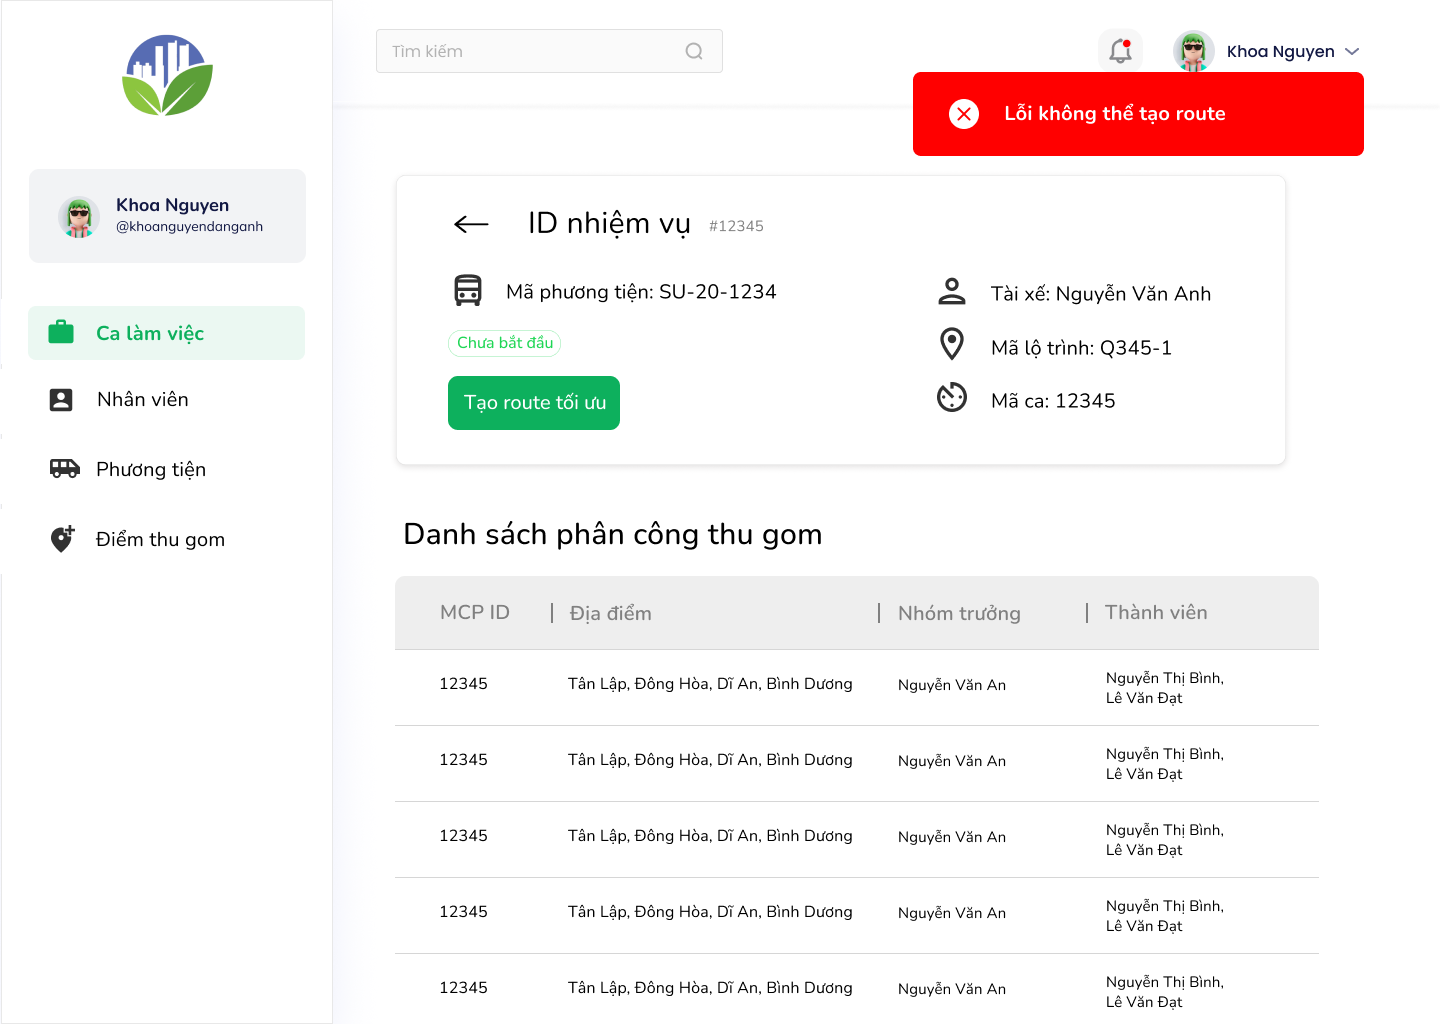 Tìm kiếm
Khoa Nguyen
Lỗi không thể tạo route
Khoa Nguyen
@khoanguyendanganh
Ca làm việc
Nhân viên
Phương tiện
Điểm thu gom
ID nhiệm vụ #12345
Mã phương tiện: SU-20-1234
Chưa bắt đầu
Tạo route tối ưu
Tài xế: Nguyễn Văn Anh
Mã lộ trình: Q345-1
Mã ca: 12345
Danh sách phân công thu gom
MCP ID | Địa điểm | Nhóm trưởng | Thành viên
12345 Tân Lập, Đông Hòa, Dĩ An, Bình Dương Nguyễn Văn An Nguyễn Thị Bình,
Lê Văn Đạt
12345 Tân Lập, Đông Hòa, Dĩ An, Bình Dương Nguyễn Văn An Nguyễn Thị Bình,
Lê Văn Đạt
12345 Tân Lập, Đông Hòa, Dĩ An, Bình Dương Nguyễn Văn An Nguyễn Thị Bình,
Lê Văn Đạt
12345 Tân Lập, Đông Hòa, Dĩ An, Bình Dương Nguyễn Văn An Nguyễn Thị Bình,
Lê Văn Đạt
12345 Tân Lập, Đông Hòa, Dĩ An, Bình Dương Nguyễn Văn An Nguyễn Thị Bình,
Lê Văn Đạt